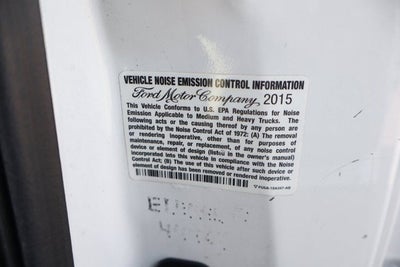 VEHICLE NOISE EMISSION CONTROL INFORMATION
Ford Motor Company 2015
This Vehicle Conforms to U.S. EPA Regulations for Noise
Emission Applicable to Medium and Heavy Trucks. The
following acts or the causing thereof by any person are
prohibited by the Noise Control Act of 1972: (A) The removal
or rendering inoperative, other than for purposes of
maintenance, repair, or replacement, of any noise control
device or element of design (listed in the owner's manual)
incorporated into this vehicle in compliance with the Noise
Control Act; (B) The use of this vehicle after such device or
element of design has been removed or rendered inoperative.